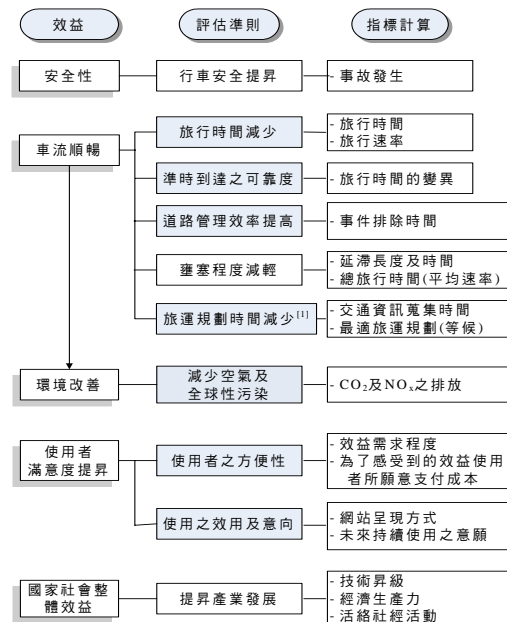 效益
評估準則
指標計算
安全性
行車安全提昇
- 事故發生
車流順暢
旅行時間減少
- 旅行時間
- 旅行速率
準時到達之可靠度
- 旅行時間的變異
道路管理效率提高
- 事件排除時間
壅塞程度減輕
- 延滯長度及時間
- 總旅行時間(平均速率)
旅運規劃時間減少[1]
- 交通資訊蒐集時間
- 最適旅運規劃(等候)
環境改善
減少空氣及
全球性污染
- CO₂及NOₓ之排放
使用者
滿意度提昇
使用者之方便性
- 效益需求程度
- 為了感受到的效益使用
者所願意支付成本
使用之效用及意向
- 網站呈現方式
- 未來持續使用之意願
國家社會整
體效益
提昇產業發展
- 技術昇級
- 經濟生產力
- 活絡社經活動